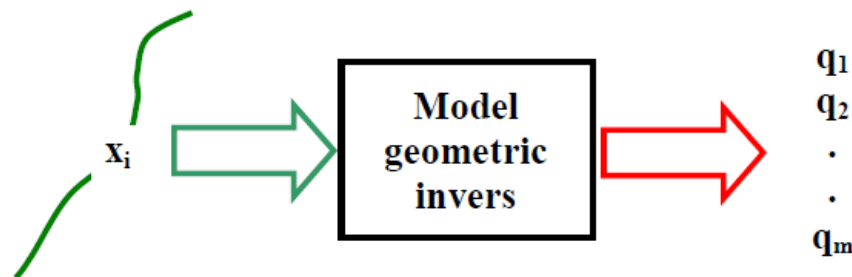 xi
Model
geometric
invers
q1
q2
.
.
qm